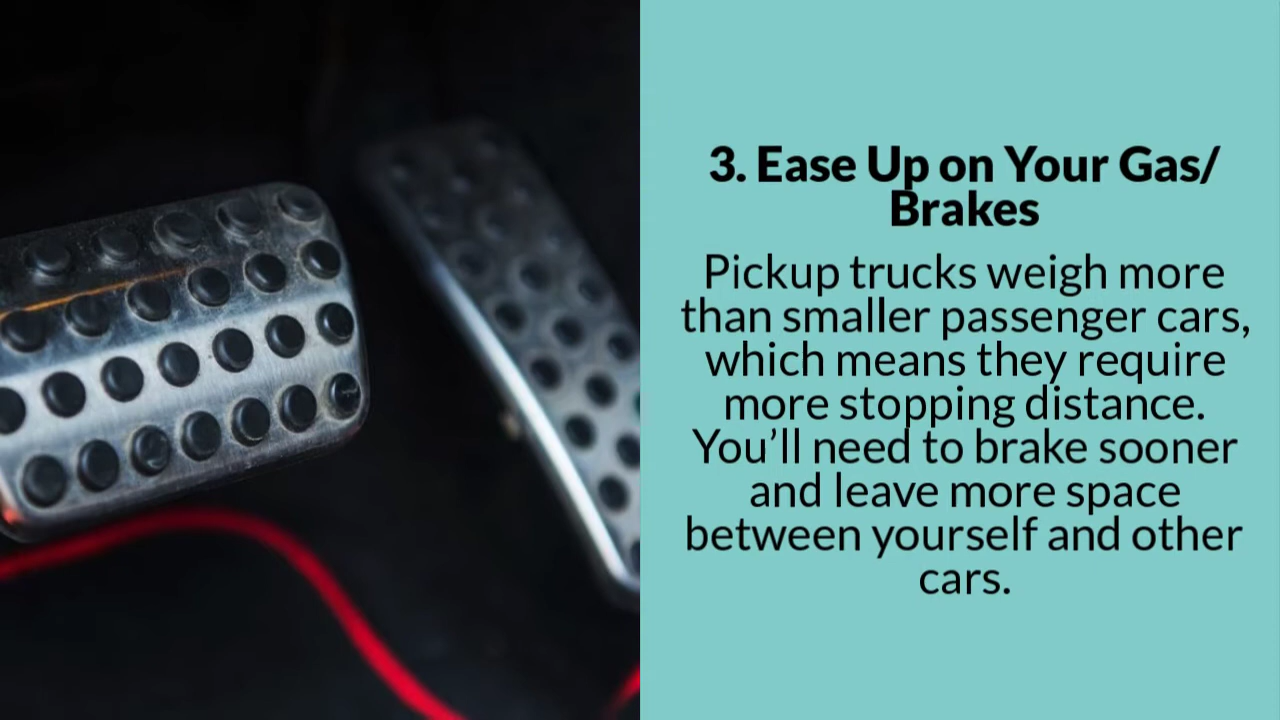 3. Ease Up on Your Gas/
Brakes
Pickup trucks weigh more
than smaller passenger cars,
which means they require
more stopping distance.
You’ll need to brake sooner
and leave more space
between yourself and other
cars.